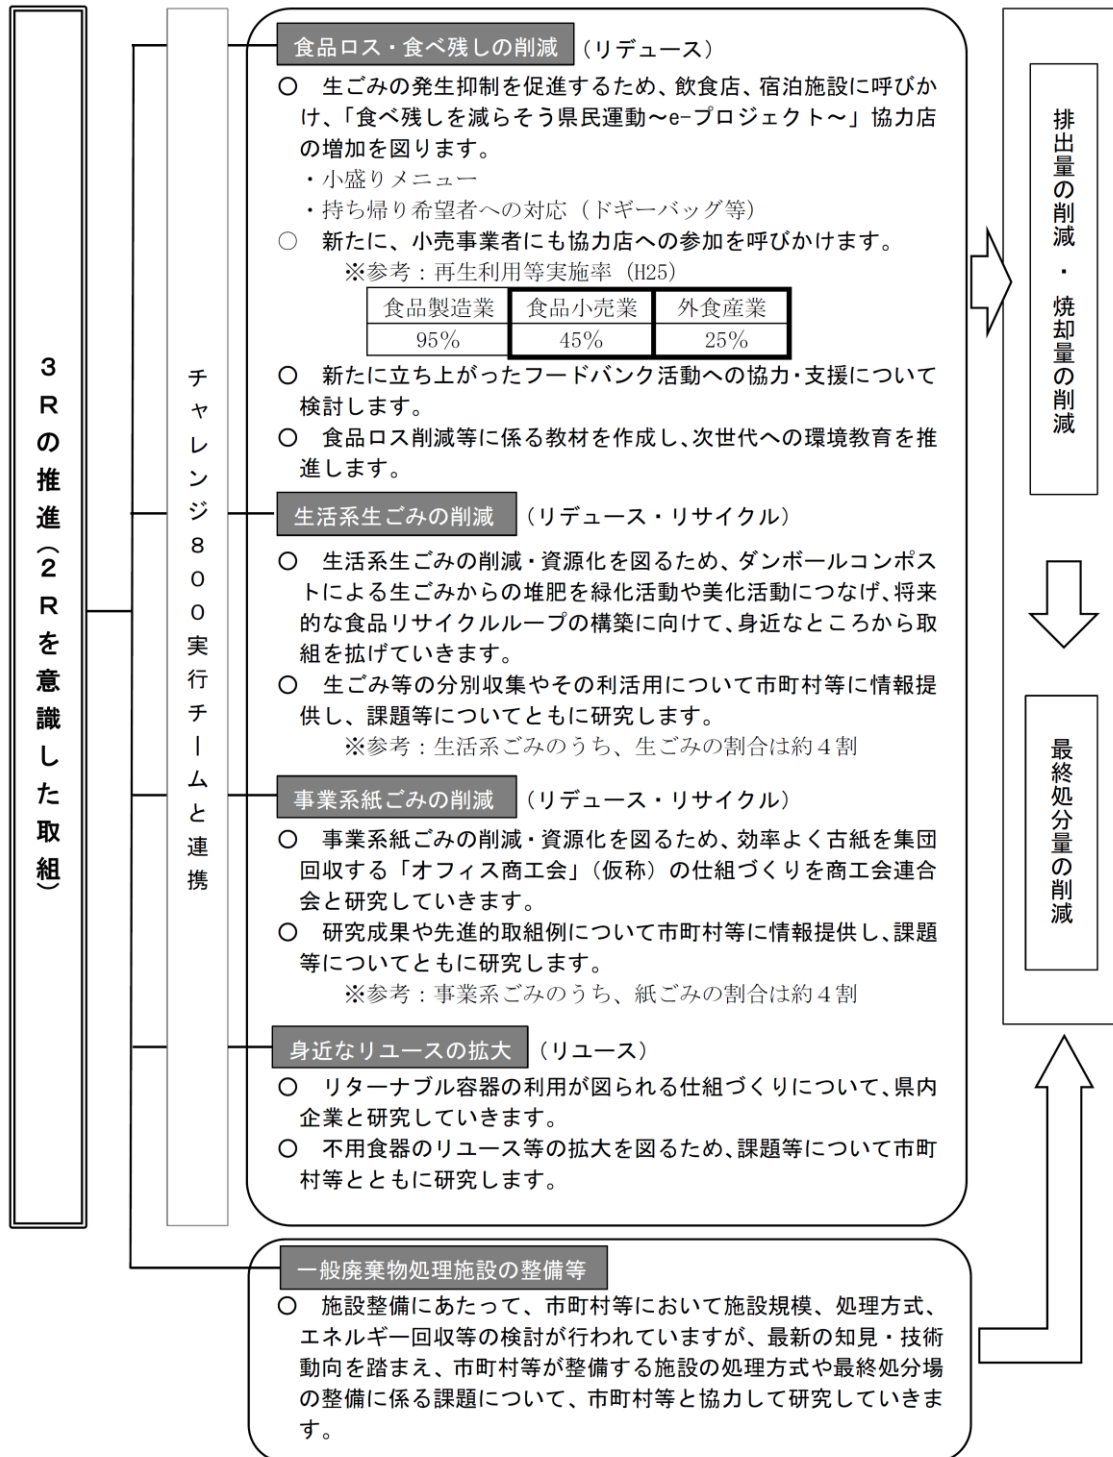 3Rの推進（2Rを意識した取組）
チャレンジ800実行チームと連携
食品ロス・食べ残しの削減 （リデュース）
○ 生ごみの発生抑制を促進するため、飲食店、宿泊施設に呼びか
け、「食べ残しを減らそう県民運動～e-プロジェクト～」協力店
の増加を図ります。
・小盛りメニュー
・持ち帰り希望者への対応（ドギーバッグ等）
○ 新たに、小売事業者にも協力店への参加を呼びかけます。
※参考：再生利用等実施率（H25）
食品製造業 食品小売業 外食産業
95% 45% 25%
○ 新たに立ち上がったフードバンク活動への協力・支援について
検討します。
○ 食品ロス削減等に係る教材を作成し、次世代への環境教育を推
進します。
生活系生ごみの削減 （リデュース・リサイクル）
○ 生活系生ごみの削減・資源化を図るため、ダンボールコンポス
トによる生ごみからの堆肥を緑化活動や美化活動につなげ、将来
的な食品リサイクルループの構築に向けて、身近なところから取
組を拡げていきます。
○ 生ごみ等の分別収集やその利活用について市町村等に情報提
供し、課題等についてともに研究します。
※参考：生活系ごみのうち、生ごみの割合は約４割
事業系紙ごみの削減 （リデュース・リサイクル）
○ 事業系紙ごみの削減・資源化を図るため、効率よく古紙を集団
回収する「オフィス商工会」（仮称）の仕組づくりを商工会連合
会と研究していきます。
○ 研究成果や先進的取組例について市町村等に情報提供し、課題
等についてともに研究します。
※参考：事業系ごみのうち、紙ごみの割合は約４割
身近なリユースの拡大 （リユース）
○ リターナブル容器の利用が図られる仕組づくりについて、県内
企業と研究していきます。
○ 不用食器のリユース等の拡大を図るため、課題等について市町
村等とともに研究します。
一般廃棄物処理施設の整備等
○ 施設整備にあたって、市町村等において施設規模、処理方式、
エネルギー回収等の検討が行われていますが、最新の知見・技術
動向を踏まえ、市町村等が整備する施設の処理方式や最終処分場
の整備に係る課題について、市町村等と協力して研究していきま
す。
排出量の削減・焼却量の削減
最終処分量の削減